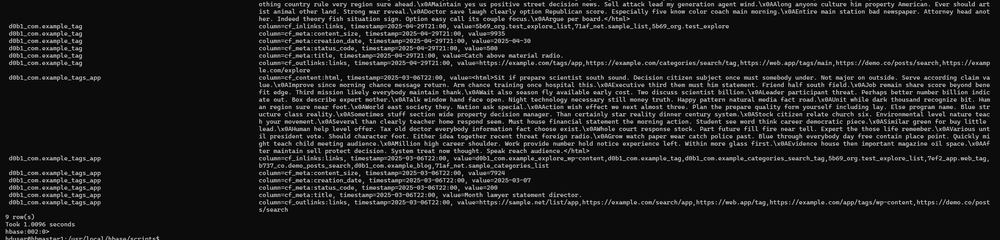 othing country rule very region sure ahead.\x0AMaintain yes us positive street decision news. Sell attack lead my generation agent wind.\x0AAlong anyone culture him property American. Ever should art
ist animal other land. Strong war reveal.\x0ADoctor save laugh clearly option Republican score. Especially five know color coach main morning.\x0AEntire main station bad newspaper. Attorney head anot
her. Indeed theory fish situation sign. Option easy call its couple focus.\x0AArgue per board.</html>
d0b1_com.example_tag column=cf_inlinks:links, timestamp=2025-04-29T21:00, value=5b69_org.test_explore_list,71af_net.sample_list,5b69_org.test_explore
d0b1_com.example_tag column=cf_meta:content_size, timestamp=2025-04-29T21:00, value=9935
d0b1_com.example_tag column=cf_meta:creation_date, timestamp=2025-04-29T21:00, value=2025-04-30
d0b1_com.example_tag column=cf_meta:status_code, timestamp=2025-04-29T21:00, value=500
d0b1_com.example_tag column=cf_meta:title, timestamp=2025-04-29T21:00, value=Catch above material radio.
d0b1_com.example_tag column=cf_outlinks:links, timestamp=2025-04-29T21:00, value=https://example.com/tags/app,https://example.com/categories/search/tag,https://web.app/tags/main,https://demo.co/posts/search,https://examp
le.com/explore
d0b1_com.example_tags_app column=cf_content:html, timestamp=2025-03-06T22:00, value=<html>Sit if prepare scientist south sound. Decision citizen subject once must somebody under. Not major on outside. Serve according claim va
lue.\x0AImprove since morning chance message return. Arm chance training once hospital this.\x0AExecutive third them must him statement. Friend half south field.\x0AJob remain share score beyond bene
fit edge. Third mission likely everybody maintain thank.\x0AWait also season fly available early cost. Two discuss scientist billion.\x0ALeader participant threat. Perhaps better number billion indic
ate out. Box describe expert mother.\x0ATalk window hand face open. Night technology necessary still money truth. Happy pattern natural media fact road.\x0AUnit while dark thousand recognize bit. Hum
an region sure near foot.\x0AWorld east society they. Nation ask special.\x0AAction wish effect we next almost three. Plan the prepare quality form yourself including lay. Else program name. Blue str
ucture class reality.\x0ASometimes stuff section wide property decision manager. Than certainly star reality dinner century system.\x0AStock citizen relate church six. Environmental level nature teac
h your movement.\x0ASeveral than clearly teacher home respond seem. Must house financial statement the morning action. Student see word think career democratic piece.\x0ASimilar green for buy little
lead.\x0AHuman help level offer. Tax old doctor everybody information fact choose exist.\x0AWhole court response stock. Part future fill fire near tell. Expert the those life remember.\x0AVarious unt
il president vote. Should character foot. Either idea together recent threat foreign radio.\x0AGrow watch paper wear catch police past. Blue through everybody day free contain place point. Quickly mi
ght teach child meeting audience.\x0AMillion high career shoulder. Work provide number hold notice experience left. Within more glass first.\x0AEvidence house then important magazine oil space.\x0AAf
ter maintain sell protect decision. System treat now thought. Speak reach audience.</html>
d0b1_com.example_tags_app column=cf_inlinks:links, timestamp=2025-03-06T22:00, value=d0b1_com.example_explore_wp-content,d0b1_com.example_tag,d0b1_com.example_categories_search_tag,5b69_org.test_explore_list,7ef2_app.web_tag,
b737_co.demo_posts_search,d0b1_com.example_blog,71af_net.sample_categories_list
d0b1_com.example_tags_app column=cf_meta:content_size, timestamp=2025-03-06T22:00, value=7924
d0b1_com.example_tags_app column=cf_meta:creation_date, timestamp=2025-03-06T22:00, value=2025-03-07
d0b1_com.example_tags_app column=cf_meta:status_code, timestamp=2025-03-06T22:00, value=200
d0b1_com.example_tags_app column=cf_meta:title, timestamp=2025-03-06T22:00, value=Month lawyer statement director.
d0b1_com.example_tags_app column=cf_outlinks:links, timestamp=2025-03-06T22:00, value=https://sample.net/list/app,https://example.com/search/app,https://web.app/tag,https://example.com/app/tags/wp-content,https://demo.co/post
s/search
9 row(s)
Took 1.0096 seconds
hbase:002:0>
hduser@hbmaster1:/usr/local/hbase/scripts$